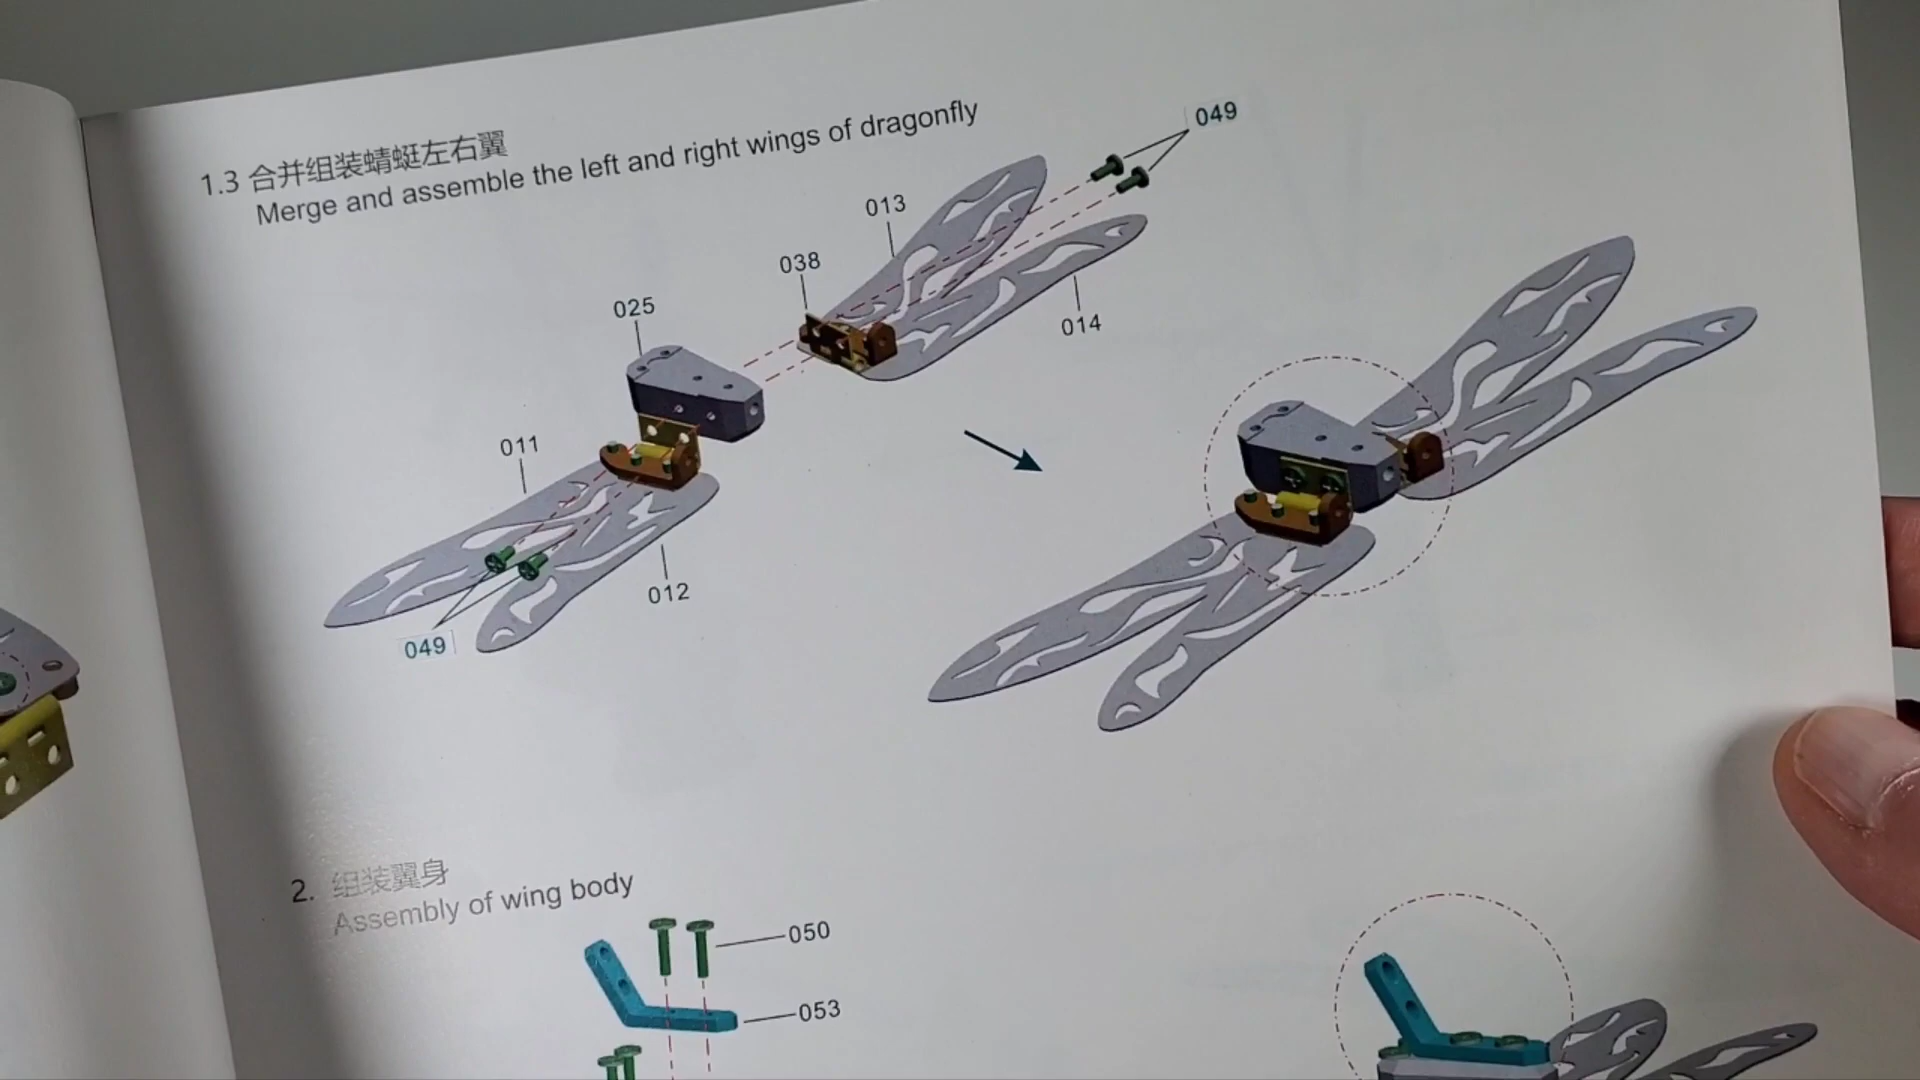 1.3 合并组装蜻蜓左右翼
Merge and assemble the left and right wings of dragonfly
049
013
038
025
014
011
012
049
2. 组装翼身
Assembly of wing body
050
053